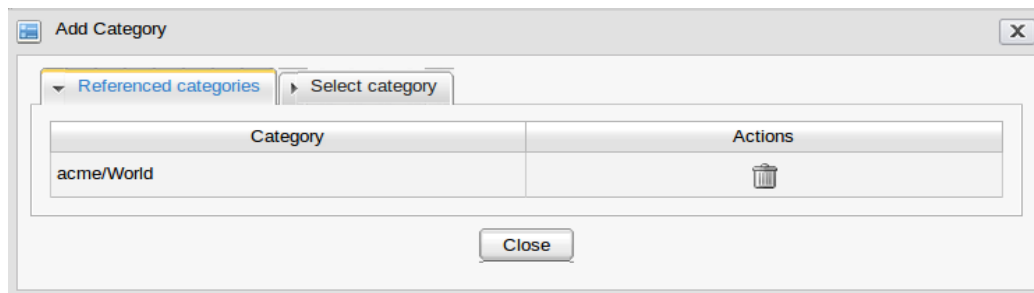 Add Category
X
Referenced categories
Select category
Category Actions
acme/World
Close